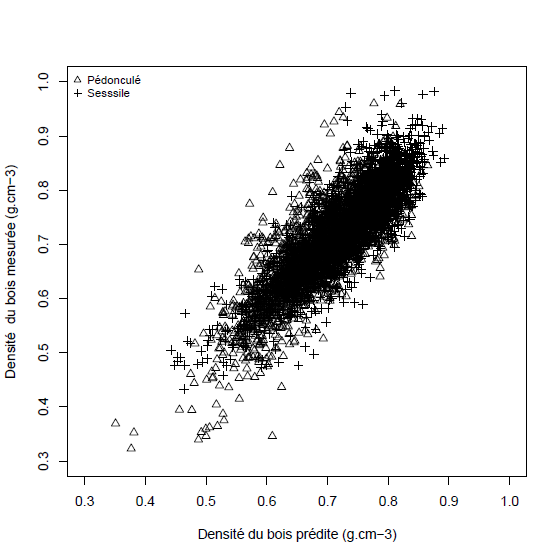 Pédonculé
Sesssile
Densité du bois mesurée (g.cm−3)
1.0
0.9
0.8
0.7
0.6
0.5
0.4
0.3
0.3 0.4 0.5 0.6 0.7 0.8 0.9 1.0
Densité du bois prédite (g.cm−3)